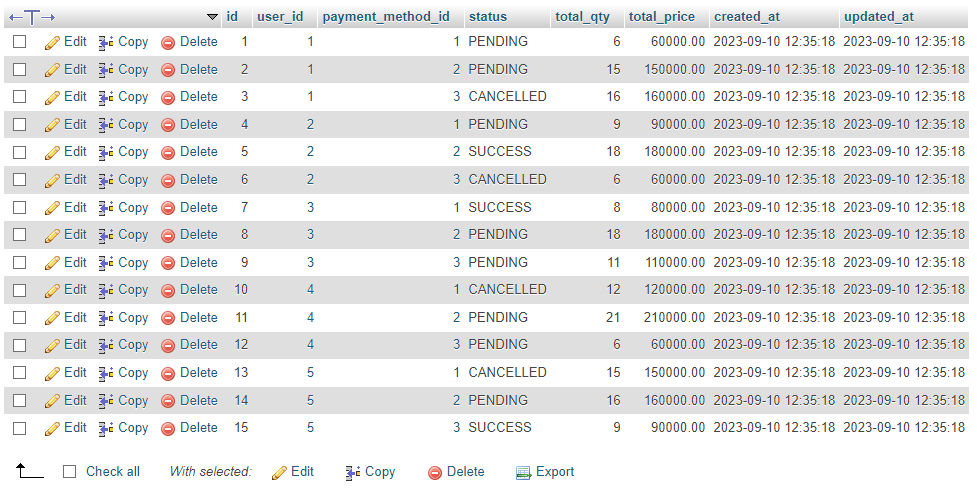 id user_id payment_method_id status total_qty total_price created_at updated_at
Edit Copy Delete 1 1 1 PENDING 6 60000.00 2023-09-10 12:35:18 2023-09-10 12:35:18
Edit Copy Delete 2 1 2 PENDING 15 150000.00 2023-09-10 12:35:18 2023-09-10 12:35:18
Edit Copy Delete 3 1 3 CANCELLED 16 160000.00 2023-09-10 12:35:18 2023-09-10 12:35:18
Edit Copy Delete 4 2 1 PENDING 9 90000.00 2023-09-10 12:35:18 2023-09-10 12:35:18
Edit Copy Delete 5 2 2 SUCCESS 18 180000.00 2023-09-10 12:35:18 2023-09-10 12:35:18
Edit Copy Delete 6 2 3 CANCELLED 6 60000.00 2023-09-10 12:35:18 2023-09-10 12:35:18
Edit Copy Delete 7 3 1 SUCCESS 8 80000.00 2023-09-10 12:35:18 2023-09-10 12:35:18
Edit Copy Delete 8 3 2 PENDING 18 180000.00 2023-09-10 12:35:18 2023-09-10 12:35:18
Edit Copy Delete 9 3 3 PENDING 11 110000.00 2023-09-10 12:35:18 2023-09-10 12:35:18
Edit Copy Delete 10 4 1 CANCELLED 12 120000.00 2023-09-10 12:35:18 2023-09-10 12:35:18
Edit Copy Delete 11 4 2 PENDING 21 210000.00 2023-09-10 12:35:18 2023-09-10 12:35:18
Edit Copy Delete 12 4 3 PENDING 6 60000.00 2023-09-10 12:35:18 2023-09-10 12:35:18
Edit Copy Delete 13 5 1 CANCELLED 15 150000.00 2023-09-10 12:35:18 2023-09-10 12:35:18
Edit Copy Delete 14 5 2 PENDING 16 160000.00 2023-09-10 12:35:18 2023-09-10 12:35:18
Edit Copy Delete 15 5 3 SUCCESS 9 90000.00 2023-09-10 12:35:18 2023-09-10 12:35:18
Check all With selected: Edit Copy Delete Export